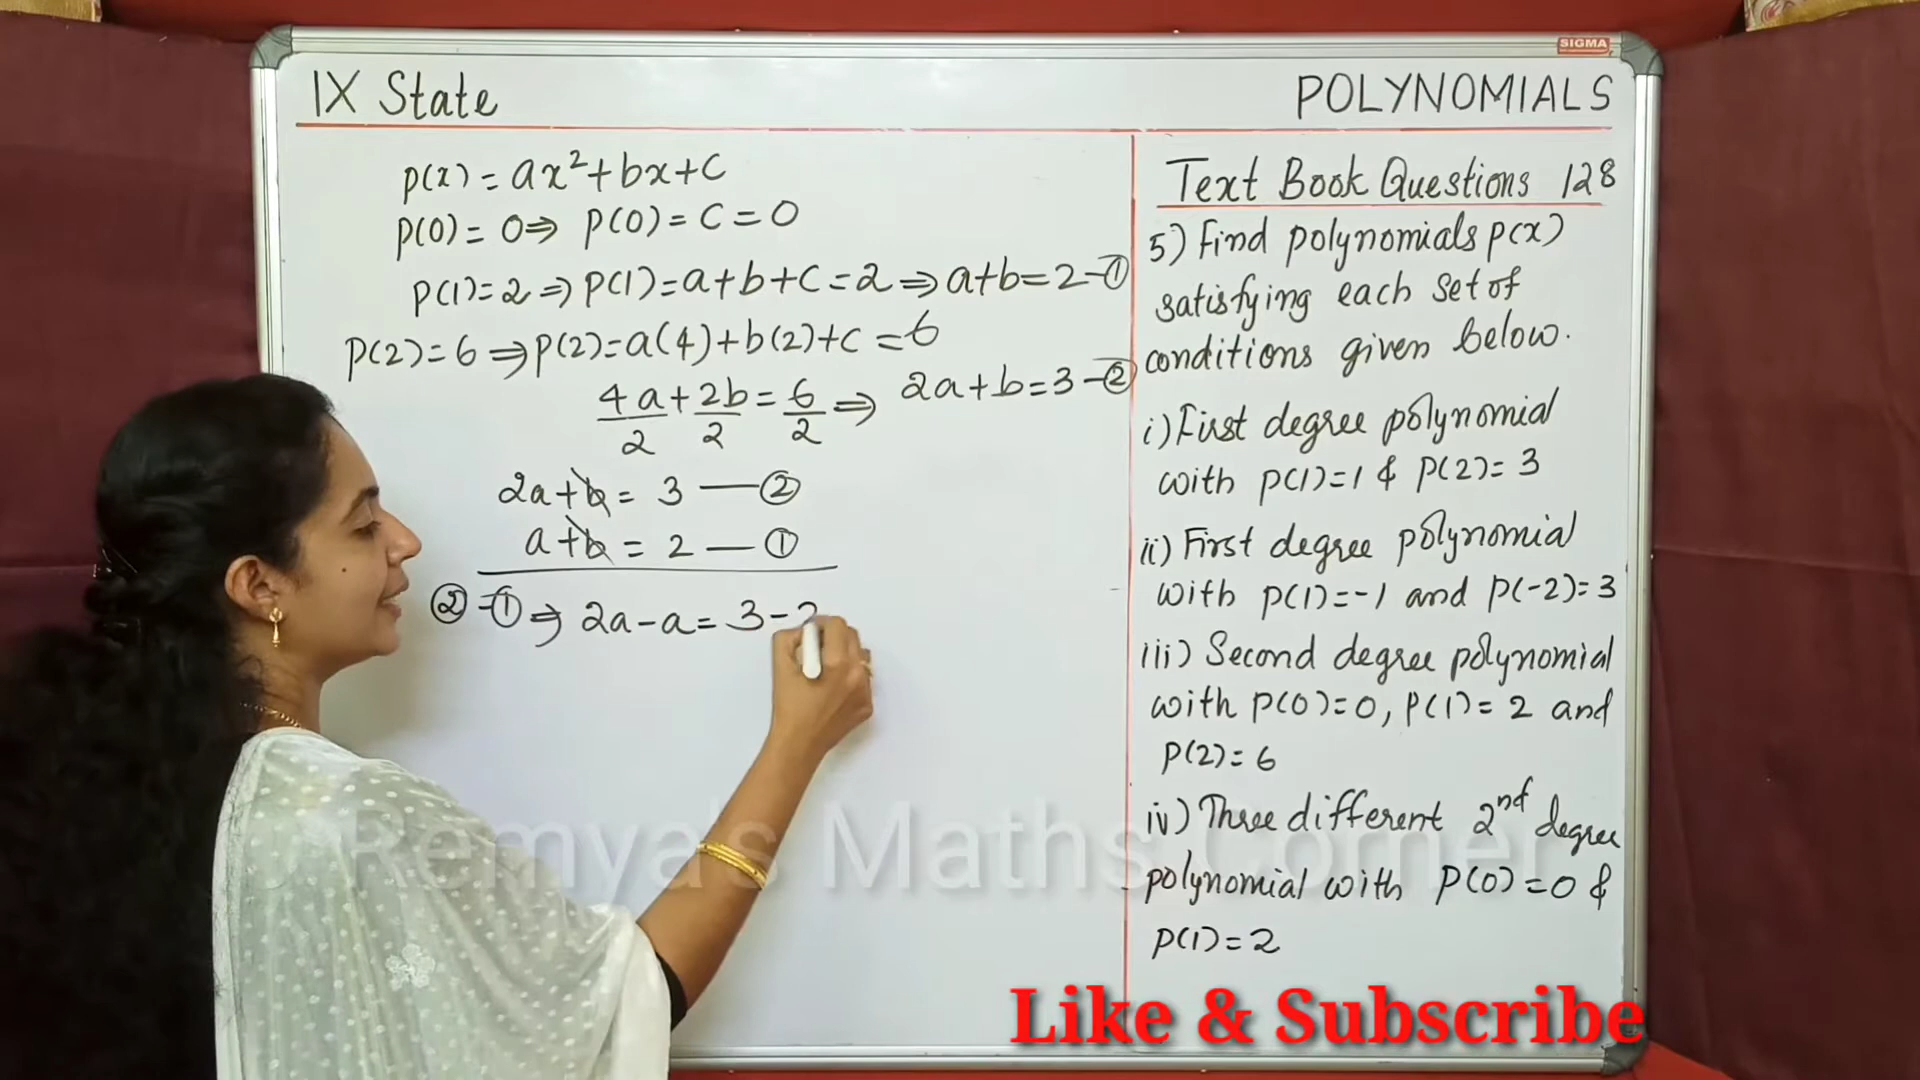 SIGMA
IX State
POLYNOMIALS
p(x) = ax² + bx + c
p(0) = 0 ⇒ p(0) = C = 0
p(1) = 2 ⇒ p(1) = a + b + c = 2 ⇒ a + b = 2 - ①
p(2) = 6 ⇒ p(2) = a(4) + b(2) + c = 6
4a/2 + 2b/2 = 6/2 ⇒ 2a + b = 3 - ②
2a + b = 3 — ②
a + b = 2 — ①
② - ① ⇒ 2a - a = 3 - 2
Text Book Questions 128
5) Find polynomials p(x)
satisfying each set of
conditions given below.
i) First degree polynomial
with p(1) = 1 & p(2) = 3
ii) First degree polynomial
with p(1) = -1 and p(-2) = 3
iii) Second degree polynomial
with p(0) = 0, p(1) = 2 and
p(2) = 6
iv) Three different 2nd degree
polynomial with p(0) = 0 &
p(1) = 2
Remya's Maths Corner
Like & Subscribe